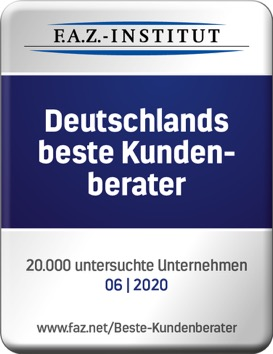 F.A.Z.-INSTITUT
Deutschlands
beste Kunden-
berater
20.000 untersuchte Unternehmen
06 | 2020
www.faz.net/Beste-Kundenberater